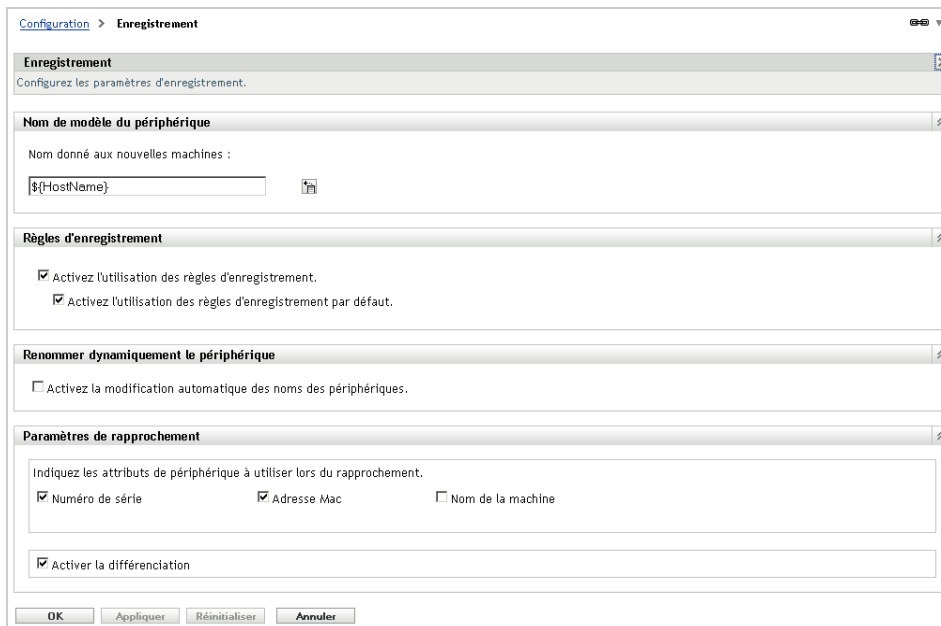 Configuration > Enregistrement
Enregistrement
Configurez les paramètres d'enregistrement.
Nom de modèle du périphérique
Nom donné aux nouvelles machines :
${HostName}
Règles d'enregistrement
Activez l'utilisation des règles d'enregistrement.
Activez l'utilisation des règles d'enregistrement par défaut.
Renommer dynamiquement le périphérique
Activez la modification automatique des noms des périphériques.
Paramètres de rapprochement
Indiquez les attributs de périphérique à utiliser lors du rapprochement.
Numéro de série Adresse Mac Nom de la machine
Activer la différenciation
OK Appliquer Réinitialiser Annuler